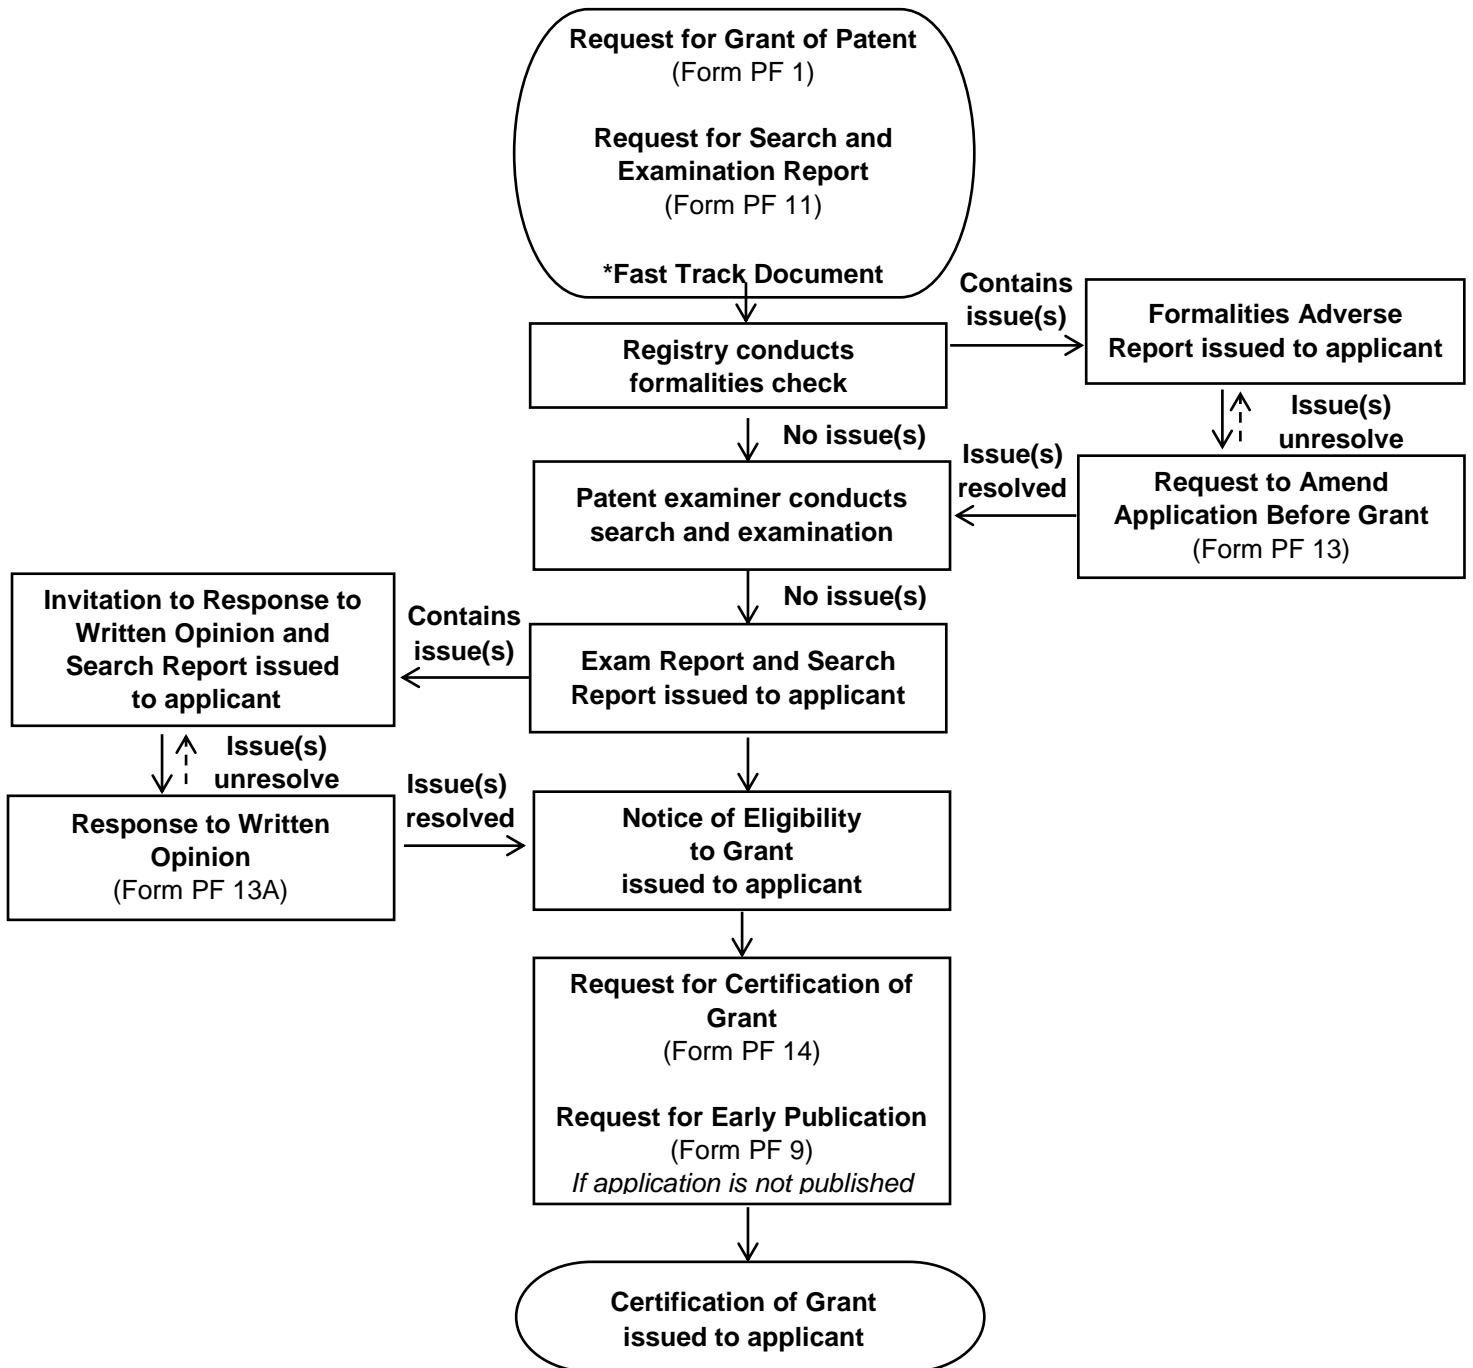 Request for Grant of Patent
(Form PF 1)
Request for Search and
Examination Report
(Form PF 11)
*Fast Track Document
Contains
issue(s)
Formalities Adverse
Report issued to applicant
Registry conducts
formalities check
Issue(s)
unresolve
No issue(s)
Issue(s)
resolved
Request to Amend
Application Before Grant
(Form PF 13)
Patent examiner conducts
search and examination
No issue(s)
Invitation to Response to
Written Opinion and
Search Report issued
to applicant
Contains
issue(s)
Exam Report and Search
Report issued to applicant
Issue(s)
unresolve
Issue(s)
resolved
Response to Written
Opinion
(Form PF 13A)
Notice of Eligibility
to Grant
issued to applicant
Request for Certification of
Grant
(Form PF 14)
Request for Early Publication
(Form PF 9)
If application is not published
Certification of Grant
issued to applicant